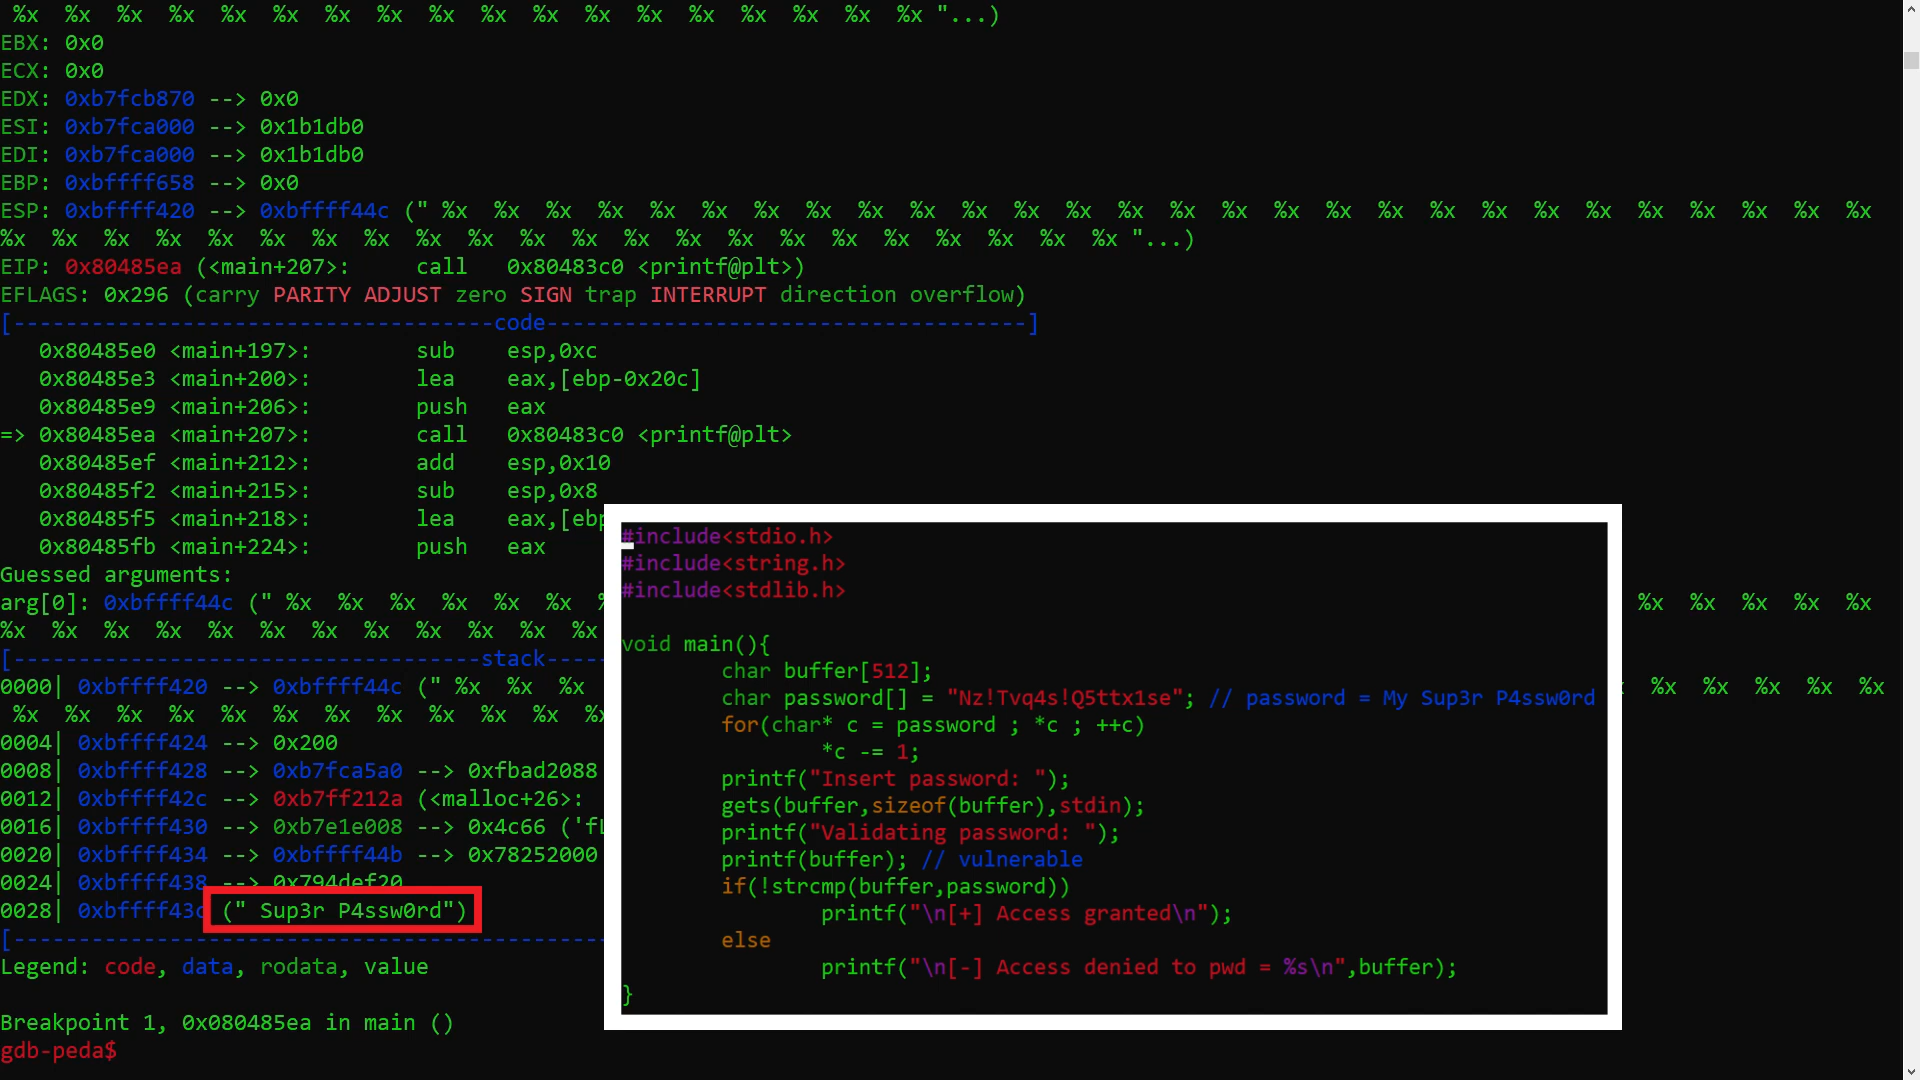 %x  %x  %x  %x  %x  %x  %x  %x  %x  %x  %x  %x  %x  %x  %x  %x  %x  %x "...)
EBX: 0x0
ECX: 0x0
EDX: 0xb7fcb870 --> 0x0
ESI: 0xb7fca000 --> 0x1b1db0
EDI: 0xb7fca000 --> 0x1b1db0
EBP: 0xbffff658 --> 0x0
ESP: 0xbffff420 --> 0xbffff44c (" %x  %x  %x  %x  %x  %x  %x  %x  %x  %x  %x  %x  %x  %x  %x  %x  %x  %x  %x  %x  %x  %x  %x  %x  %x  %x  %x  %x
%x  %x  %x  %x  %x  %x  %x  %x  %x  %x  %x  %x  %x  %x  %x  %x  %x  %x  %x  %x  %x  %x "...)
EIP: 0x80485ea (<main+207>:     call   0x80483c0 <printf@plt>)
EFLAGS: 0x296 (carry PARITY ADJUST zero SIGN trap INTERRUPT direction overflow)
[-------------------------------------code-------------------------------------]
   0x80485e0 <main+197>:        sub    esp,0xc
   0x80485e3 <main+200>:        lea    eax,[ebp-0x20c]
   0x80485e9 <main+206>:        push   eax
=> 0x80485ea <main+207>:        call   0x80483c0 <printf@plt>
   0x80485ef <main+212>:        add    esp,0x10
   0x80485f2 <main+215>:        sub    esp,0x8
   0x80485f5 <main+218>:        lea    eax,[ebp
   0x80485fb <main+224>:        push   eax
Guessed arguments:
arg[0]: 0xbffff44c (" %x  %x  %x  %x  %x  %x  %x  %x  %x  %x  %x
%x  %x  %x  %x  %x  %x  %x  %x  %x  %x  %x  %x
[------------------------------------stack-----
0000| 0xbffff420 --> 0xbffff44c (" %x  %x  %x  %x  %x  %x  %x  %x
 %x  %x  %x  %x  %x  %x  %x  %x  %x  %x  %x  %x
0004| 0xbffff424 --> 0x200
0008| 0xbffff428 --> 0xb7fca5a0 --> 0xfbad2088
0012| 0xbffff42c --> 0xb7ff212a (<malloc+26>:
0016| 0xbffff430 --> 0xb7e1e008 --> 0x4c66 ('fL
0020| 0xbffff434 --> 0xbffff44b --> 0x78252000
0024| 0xbffff438 --> 0x794def20
0028| 0xbffff43c (" Sup3r P4ssw0rd")
[----------------------------------------------
Legend: code, data, rodata, value
Breakpoint 1, 0x080485ea in main ()
gdb-peda$
#include<stdio.h>
#include<string.h>
#include<stdlib.h>
void main(){
        char buffer[512];
        char password[] = "Nz!Tvq4s!Q5ttx1se"; // password = My Sup3r P4ssw0rd
        for(char* c = password ; *c ; ++c)
                *c -= 1;
        printf("Insert password: ");
        gets(buffer,sizeof(buffer),stdin);
        printf("Validating password: ");
        printf(buffer); // vulnerable
        if(!strcmp(buffer,password))
                printf("\n[+] Access granted\n");
        else
                printf("\n[-] Access denied to pwd = %s\n",buffer);
}